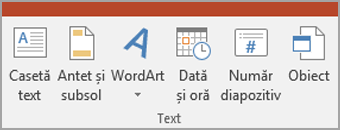 Casetă text
Antet și subsol
WordArt
Dată și oră
Număr diapozitiv
Obiect
Text